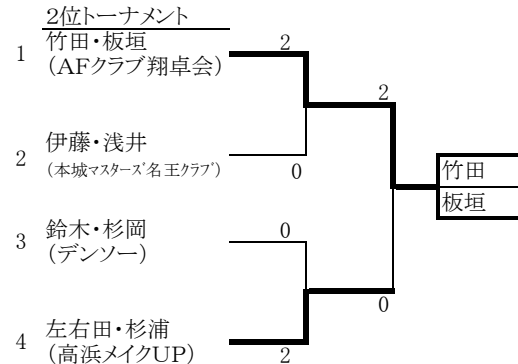 2位トーナメント
1 竹田・板垣 2
(AFクラブ翔卓会)
2
2 伊藤・浅井
(本城マスターズ名王クラブ) 0
竹田
板垣
3 鈴木・杉岡 0
(デンソー)
0
4 左右田・杉浦
(高浜メイクUP) 2